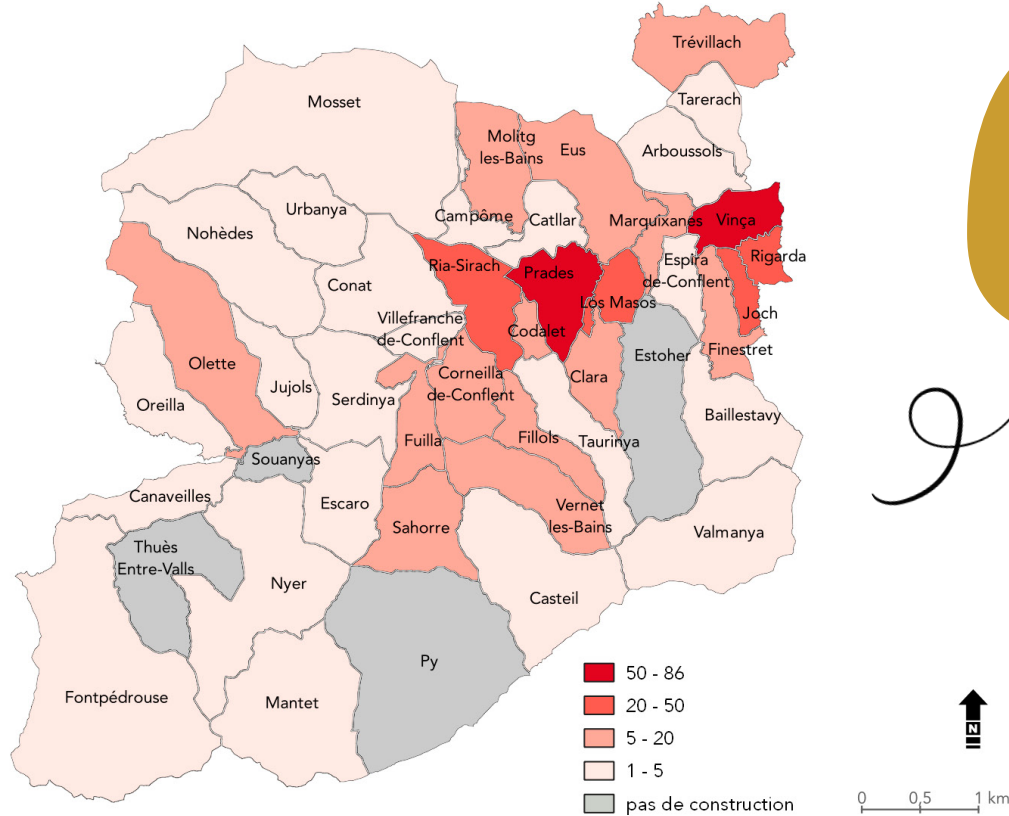 Trévillach
Tarerach
Mosset
Molitg
les-Bains
Eus
Arboussols
Urbanya
Campôme
Catllar
Marquixanes
Vinça
Nohèdes
Ria-Sirach
Prades
Espira
de-Conflent
Rigarda
Conat
Los Masos
Villefranche
de-Conflent
Codalet
Joch
Olette
Estoher
Finestret
Jujols
Corneilla
de-Conflent
Clara
Oreilla
Serdinya
Baillestavy
Fuilla
Fillols
Taurinya
Souanyas
Canaveilles
Escaro
Sahorre
Vernet
les-Bains
Valmanya
Thuès
Entre-Valls
Nyer
Casteil
Py
Fontpédrouse
Mantet
50 - 86
20 - 50
5 - 20
1 - 5
pas de construction
N
0 0,5 1 km